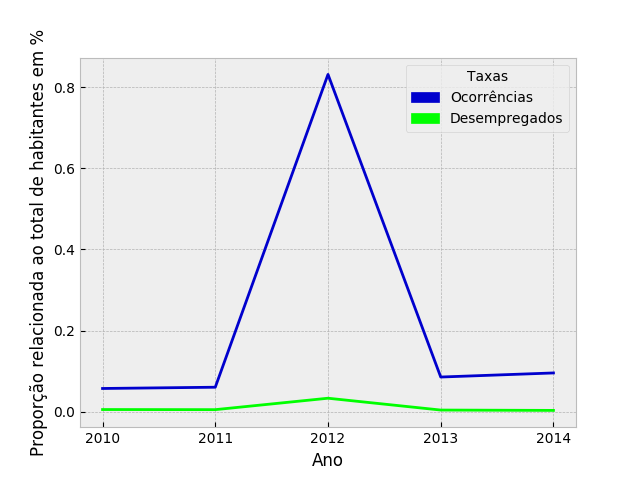 Proporção relacionada ao total de habitantes em %
0.8
0.6
0.4
0.2
0.0
Taxas
Ocorrências
Desempregados
2010 2011 2012 2013 2014
Ano